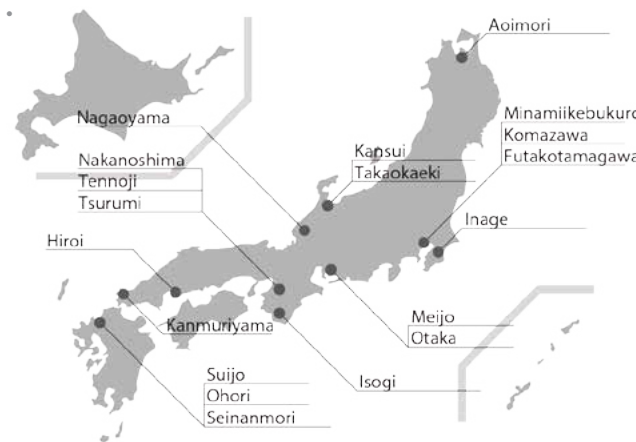 Aoimori
Nagaoyama
Minamiikebukuro
Komazawa
Futakotamagawa
Kansui
Takaokaeki
Nakanoshima
Tennoji
Tsurumi
Inage
Hiroi
Kanmuriyama
Meijo
Otaka
Isogi
Suijo
Ohori
Seinanmori